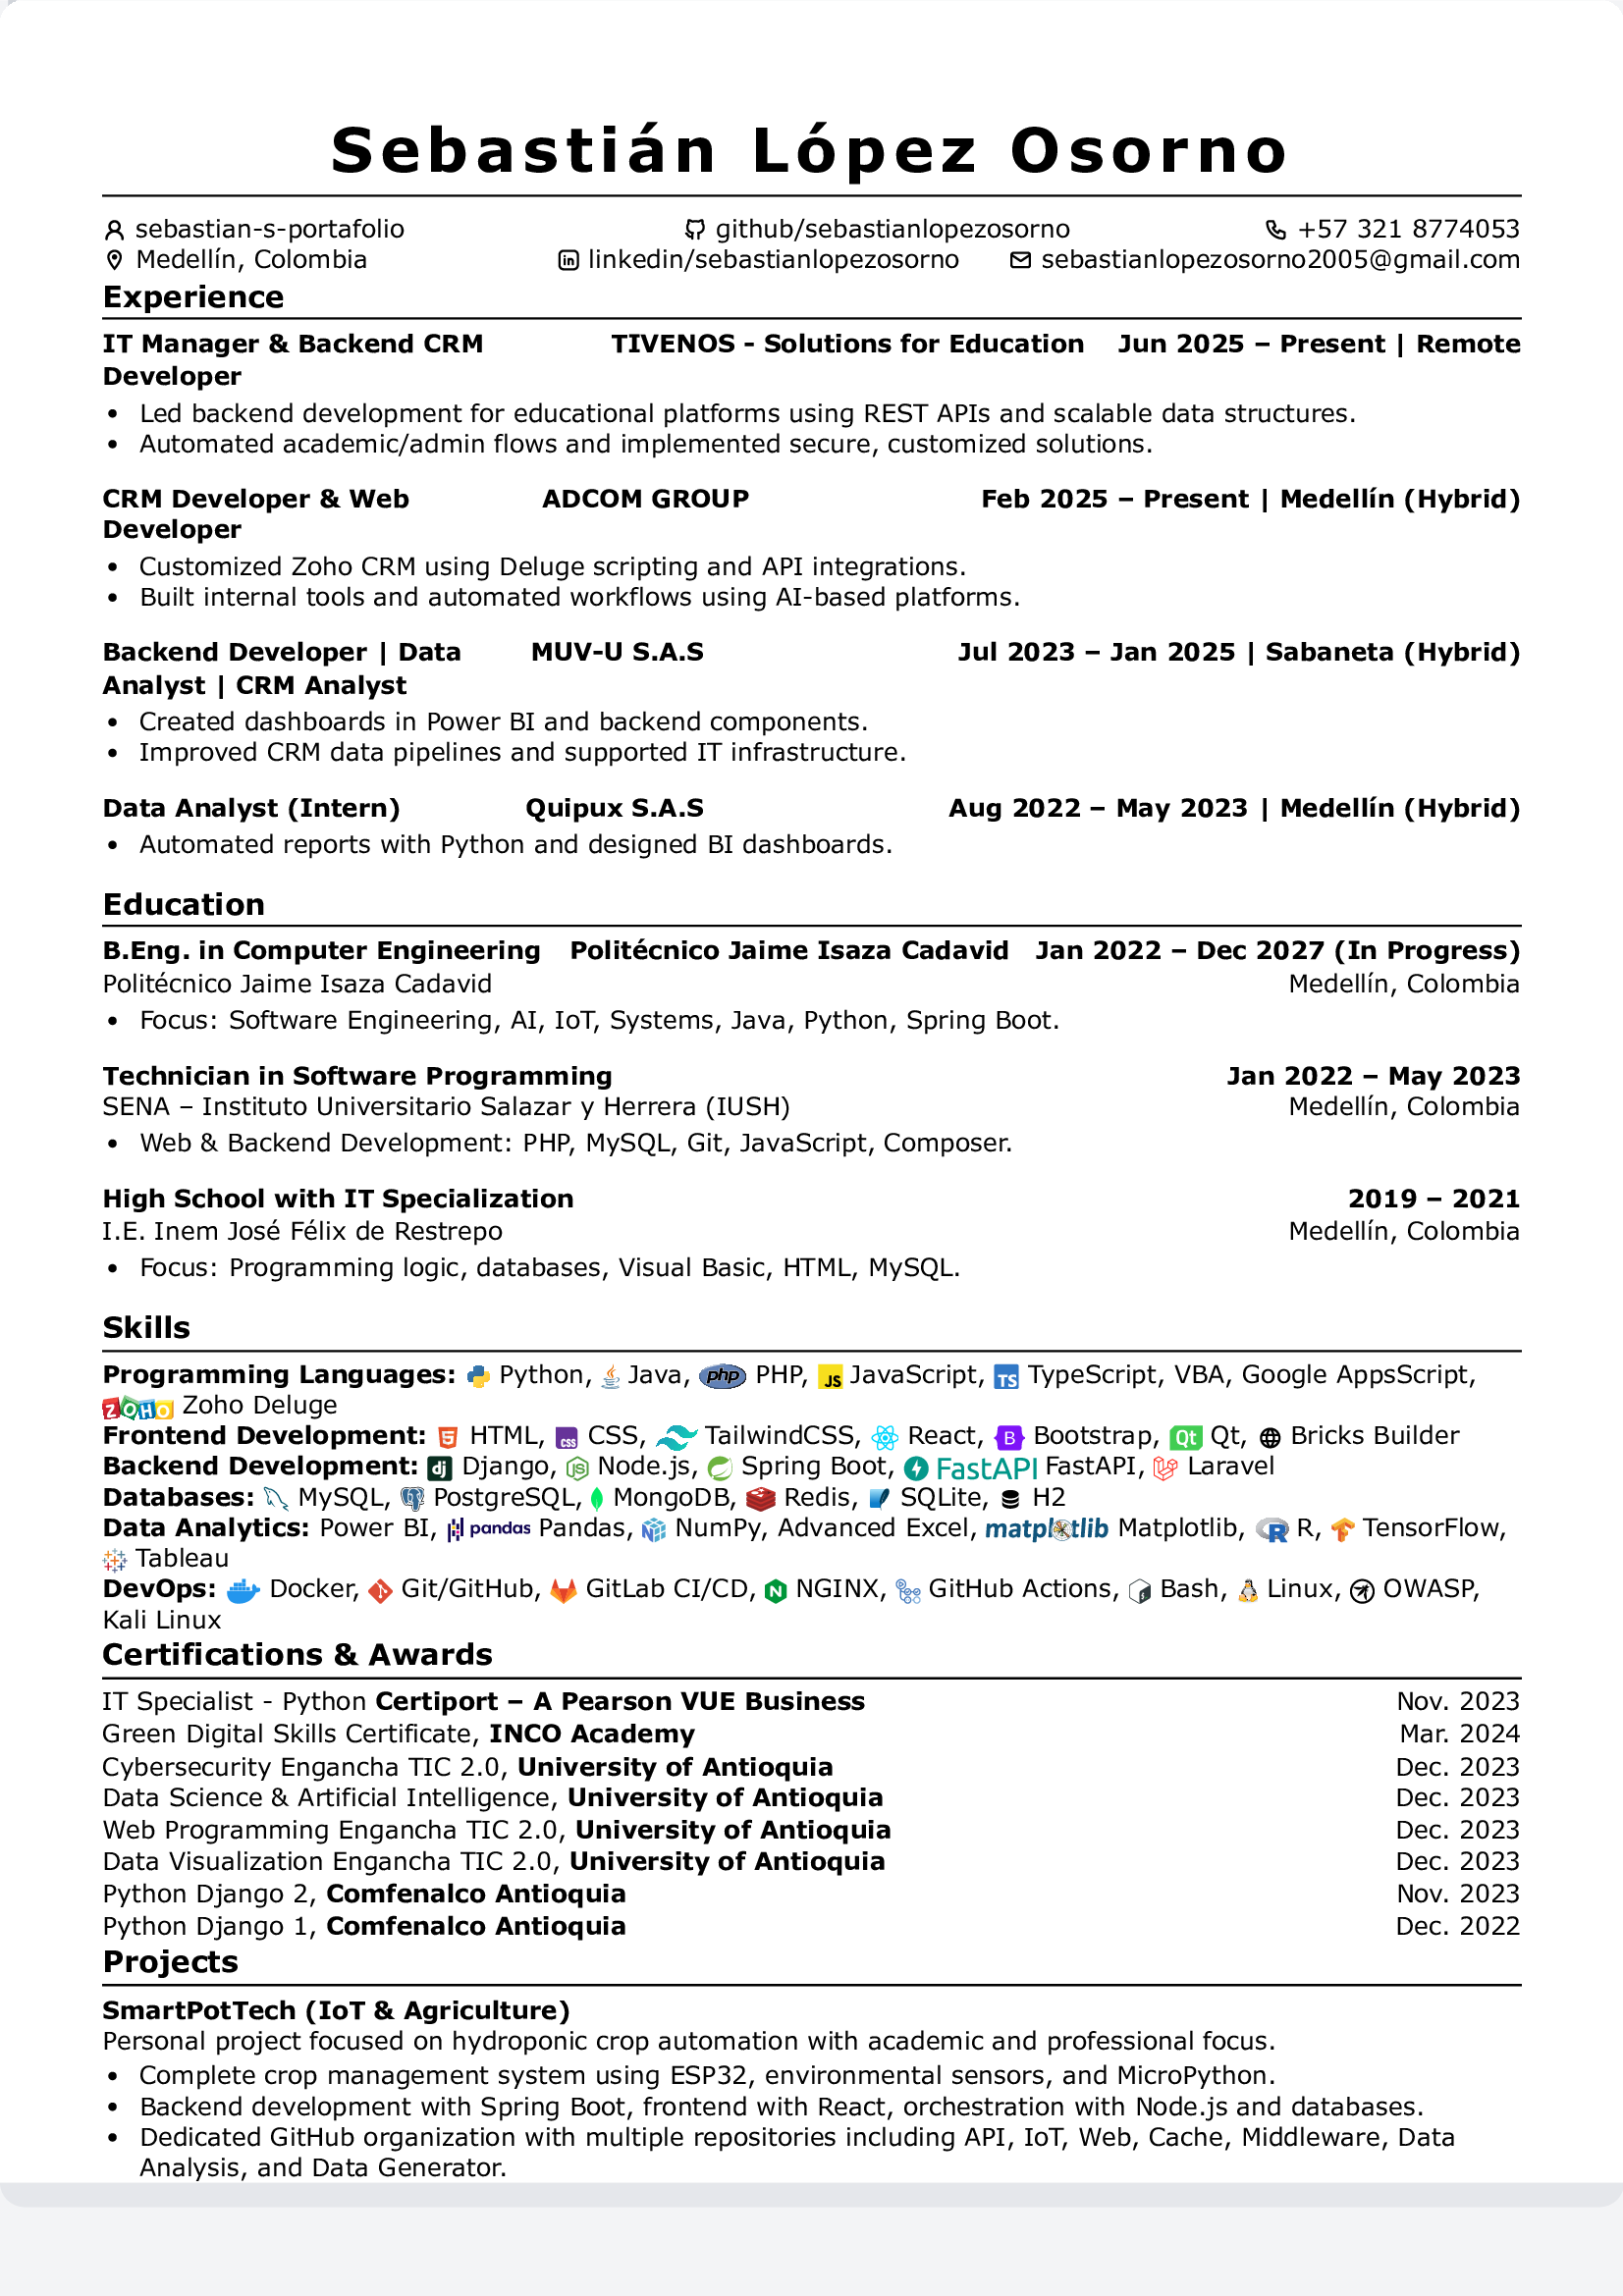 Sebastián López Osorno
sebastian-s-portafolio github/sebastianlopezosorno +57 321 8774053
Medellín, Colombia linkedin/sebastianlopezosorno sebastianlopezosorno2005@gmail.com
Experience
IT Manager & Backend CRM Developer TIVENOS - Solutions for Education Jun 2025 – Present | Remote
• Led backend development for educational platforms using REST APIs and scalable data structures.
• Automated academic/admin flows and implemented secure, customized solutions.
CRM Developer & Web Developer ADCOM GROUP Feb 2025 – Present | Medellín (Hybrid)
• Customized Zoho CRM using Deluge scripting and API integrations.
• Built internal tools and automated workflows using AI-based platforms.
Backend Developer | Data Analyst | CRM Analyst MUV-U S.A.S Jul 2023 – Jan 2025 | Sabaneta (Hybrid)
• Created dashboards in Power BI and backend components.
• Improved CRM data pipelines and supported IT infrastructure.
Data Analyst (Intern) Quipux S.A.S Aug 2022 – May 2023 | Medellín (Hybrid)
• Automated reports with Python and designed BI dashboards.
Education
B.Eng. in Computer Engineering Politécnico Jaime Isaza Cadavid Jan 2022 – Dec 2027 (In Progress)
Politécnico Jaime Isaza Cadavid Medellín, Colombia
• Focus: Software Engineering, AI, IoT, Systems, Java, Python, Spring Boot.
Technician in Software Programming Jan 2022 – May 2023
SENA – Instituto Universitario Salazar y Herrera (IUSH) Medellín, Colombia
• Web & Backend Development: PHP, MySQL, Git, JavaScript, Composer.
High School with IT Specialization 2019 – 2021
I.E. Inem José Félix de Restrepo Medellín, Colombia
• Focus: Programming logic, databases, Visual Basic, HTML, MySQL.
Skills
Programming Languages: Python, Java, php PHP, JS JavaScript, TS TypeScript, VBA, Google AppsScript,
ZOHO Zoho Deluge
Frontend Development: HTML, CSS CSS, TailwindCSS, React, B Bootstrap, Qt Qt, Bricks Builder
Backend Development: dj Django, Node.js, Spring Boot, FastAPI FastAPI, Laravel
Databases: MySQL, PostgreSQL, MongoDB, Redis, SQLite, H2
Data Analytics: Power BI, pandas Pandas, NumPy, Advanced Excel, matplotlib Matplotlib, R R, TensorFlow,
Tableau
DevOps: Docker, Git/GitHub, GitLab CI/CD, NGINX, GitHub Actions, Bash, Linux, OWASP,
Kali Linux
Certifications & Awards
IT Specialist - Python Certiport – A Pearson VUE Business Nov. 2023
Green Digital Skills Certificate, INCO Academy Mar. 2024
Cybersecurity Engancha TIC 2.0, University of Antioquia Dec. 2023
Data Science & Artificial Intelligence, University of Antioquia Dec. 2023
Web Programming Engancha TIC 2.0, University of Antioquia Dec. 2023
Data Visualization Engancha TIC 2.0, University of Antioquia Dec. 2023
Python Django 2, Comfenalco Antioquia Nov. 2023
Python Django 1, Comfenalco Antioquia Dec. 2022
Projects
SmartPotTech (IoT & Agriculture)
Personal project focused on hydroponic crop automation with academic and professional focus.
• Complete crop management system using ESP32, environmental sensors, and MicroPython.
• Backend development with Spring Boot, frontend with React, orchestration with Node.js and databases.
• Dedicated GitHub organization with multiple repositories including API, IoT, Web, Cache, Middleware, Data
Analysis, and Data Generator.